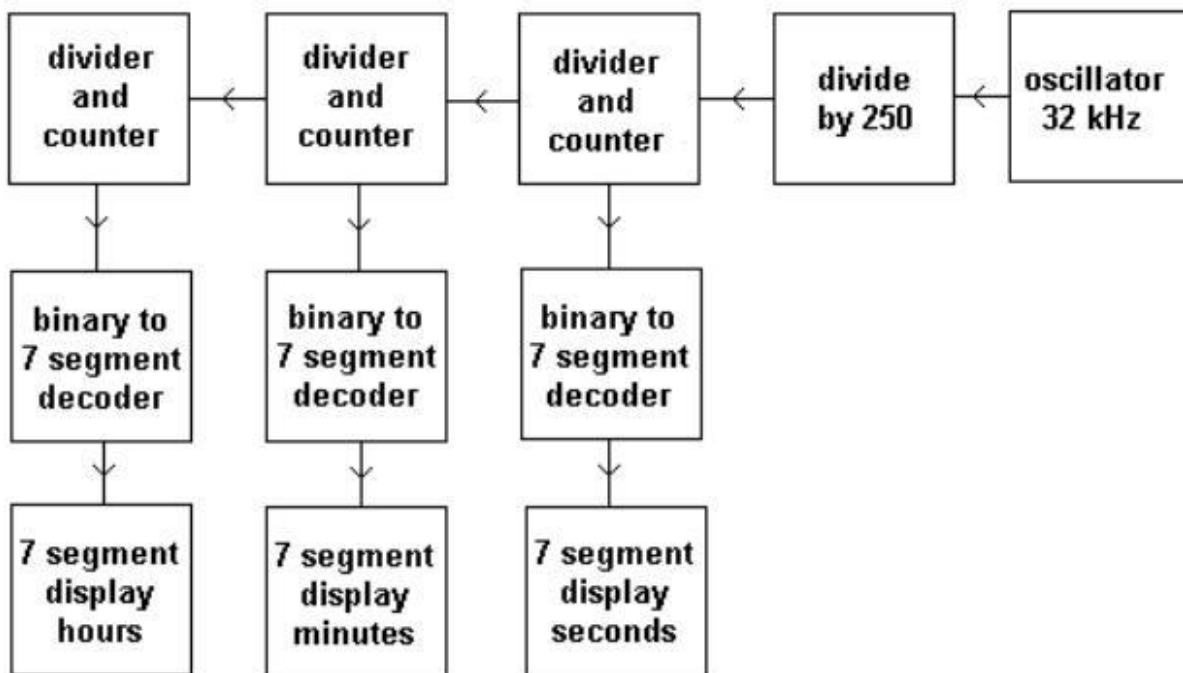 divider
and
counter
divider
and
counter
divider
and
counter
divide
by 250
oscillator
32 kHz
binary to
7 segment
decoder
binary to
7 segment
decoder
binary to
7 segment
decoder
7 segment
display
hours
7 segment
display
minutes
7 segment
display
seconds